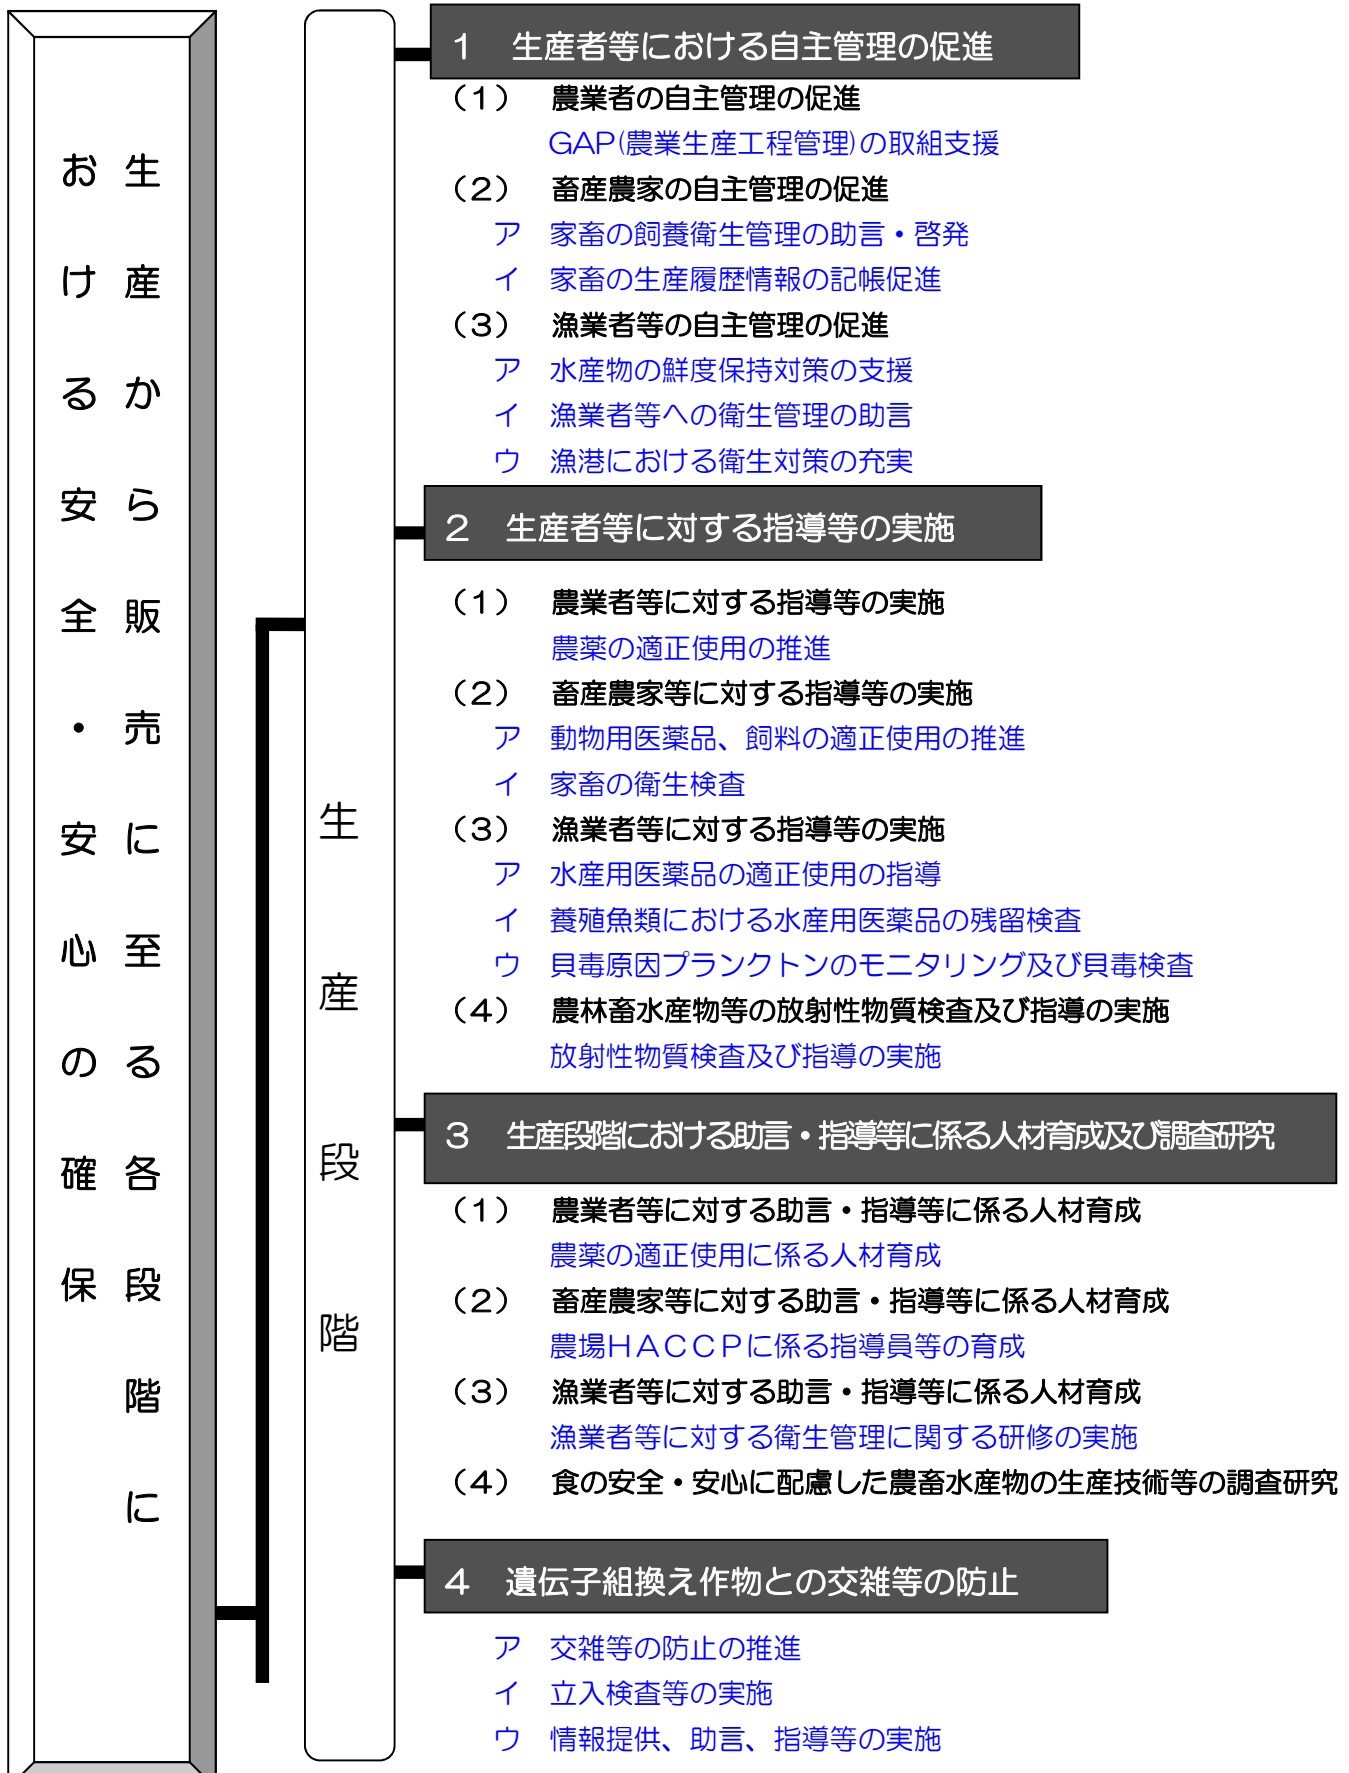 生産から販売に至る各段階に
おける安全・安心の確保
生産段階
１　生産者等における自主管理の促進
（１）　農業者の自主管理の促進
GAP(農業生産工程管理)の取組支援
（２）　畜産農家の自主管理の促進
ア　家畜の飼養衛生管理の助言・啓発
イ　家畜の生産履歴情報の記帳促進
（３）　漁業者等の自主管理の促進
ア　水産物の鮮度保持対策の支援
イ　漁業者等への衛生管理の助言
ウ　漁港における衛生対策の充実
２　生産者等に対する指導等の実施
（１）　農業者等に対する指導等の実施
農薬の適正使用の推進
（２）　畜産農家等に対する指導等の実施
ア　動物用医薬品、飼料の適正使用の推進
イ　家畜の衛生検査
（３）　漁業者等に対する指導等の実施
ア　水産用医薬品の適正使用の指導
イ　養殖魚類における水産用医薬品の残留検査
ウ　貝毒原因プランクトンのモニタリング及び貝毒検査
（４）　農林畜水産物等の放射性物質検査及び指導の実施
放射性物質検査及び指導の実施
３　生産段階における助言・指導等に係る人材育成及び調査研究
（１）　農業者等に対する助言・指導等に係る人材育成
農薬の適正使用に係る人材育成
（２）　畜産農家等に対する助言・指導等に係る人材育成
農場ＨＡＣＣＰに係る指導員等の育成
（３）　漁業者等に対する助言・指導等に係る人材育成
漁業者等に対する衛生管理に関する研修の実施
（４）　食の安全・安心に配慮した農畜水産物の生産技術等の調査研究
４　遺伝子組換え作物との交雑等の防止
ア　交雑等の防止の推進
イ　立入検査等の実施
ウ　情報提供、助言、指導等の実施